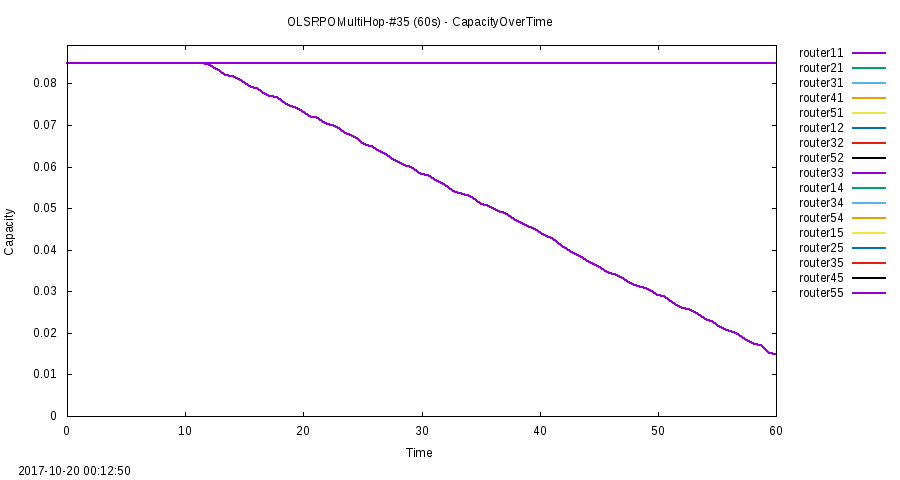 OLSRPOMultiHop-#35 (60s) - CapacityOverTime
router11
router21
router31
router41
router51
router12
router32
router52
router33
router14
router34
router54
router15
router25
router35
router45
router55
0.08
0.07
0.06
0.05
0.04
0.03
0.02
0.01
0
Capacity
0 10 20 30 40 50 60
Time
2017-10-20 00:12:50